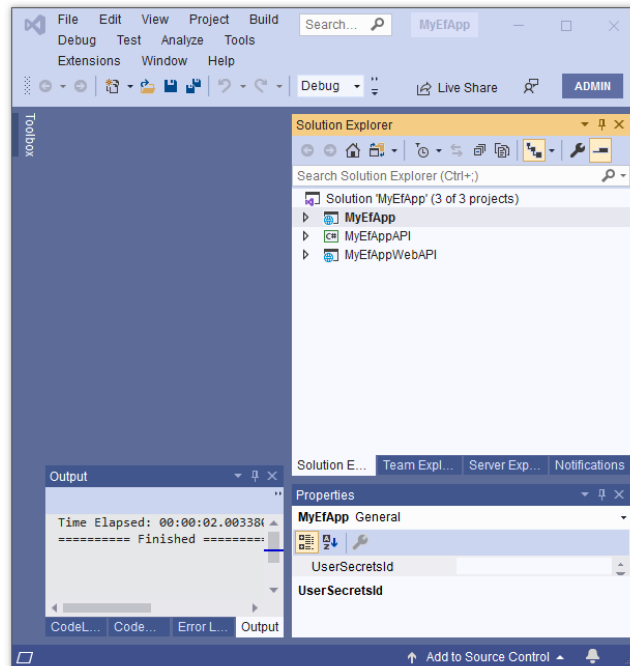 File Edit View Project Build
Search...
MyEfApp
Debug Test Analyze Tools
Extensions Window Help
Debug
Live Share
ADMIN
Toolbox
Solution Explorer
Search Solution Explorer (Ctrl+;)
Solution 'MyEfApp' (3 of 3 projects)
MyEfApp
C# MyEfAppAPI
MyEfAppWebAPI
Solution E... Team Expl... Server Exp... Notifications
Output
Time Elapsed: 00:00:02.00338
========== Finished =========
CodeL... Code... Error L... Output
Properties
MyEfApp General
UserSecretsId
UserSecretsId
Add to Source Control